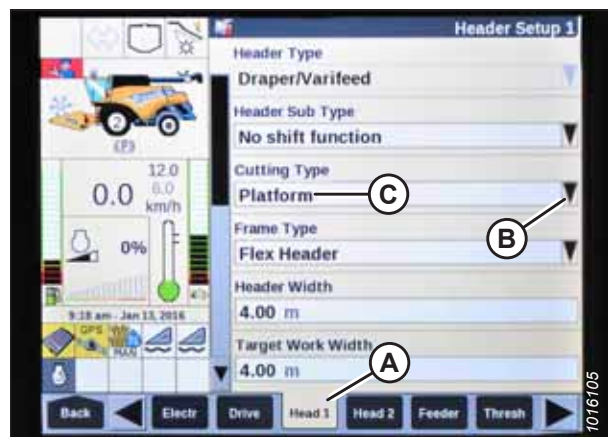 Header Setup 1
Header Type
Draper/Varifeed
Header Sub Type
No shift function
Cutting Type
Platform
C
B
Frame Type
Flex Header
Header Width
4.00 m
Target Work Width
4.00 m
A
2
(P)
12.0
6.0
0.0 km/h
0%
9:18 am - Jan 13, 2016
GPS
MAN
Back
Electr
Drive
Head 1
Head 2
Feeder
Thresh
1016105